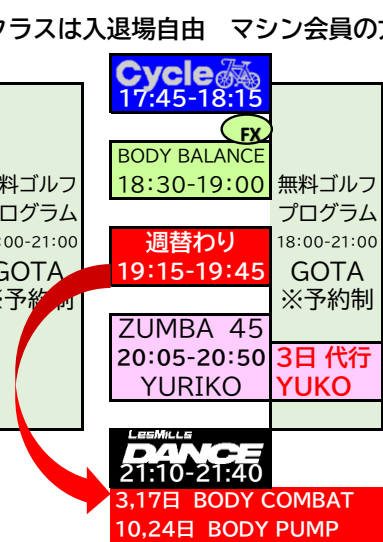 ラスは入退場自由　マシン会員の
Cycle
17:45-18:15
FX
BODY BALANCE
18:30-19:00
料ゴルフ
ログラム
:00-21:00
GOTA
予約制
無料ゴルフ
プログラム
18:00-21:00
GOTA
※予約制
週替わり
19:15-19:45
ZUMBA 45
20:05-20:50
YURIKO
3日 代行
YUKO
LESMILLS
DANCE
21:10-21:40
3,17日 BODY COMBAT
10,24日 BODY PUMP